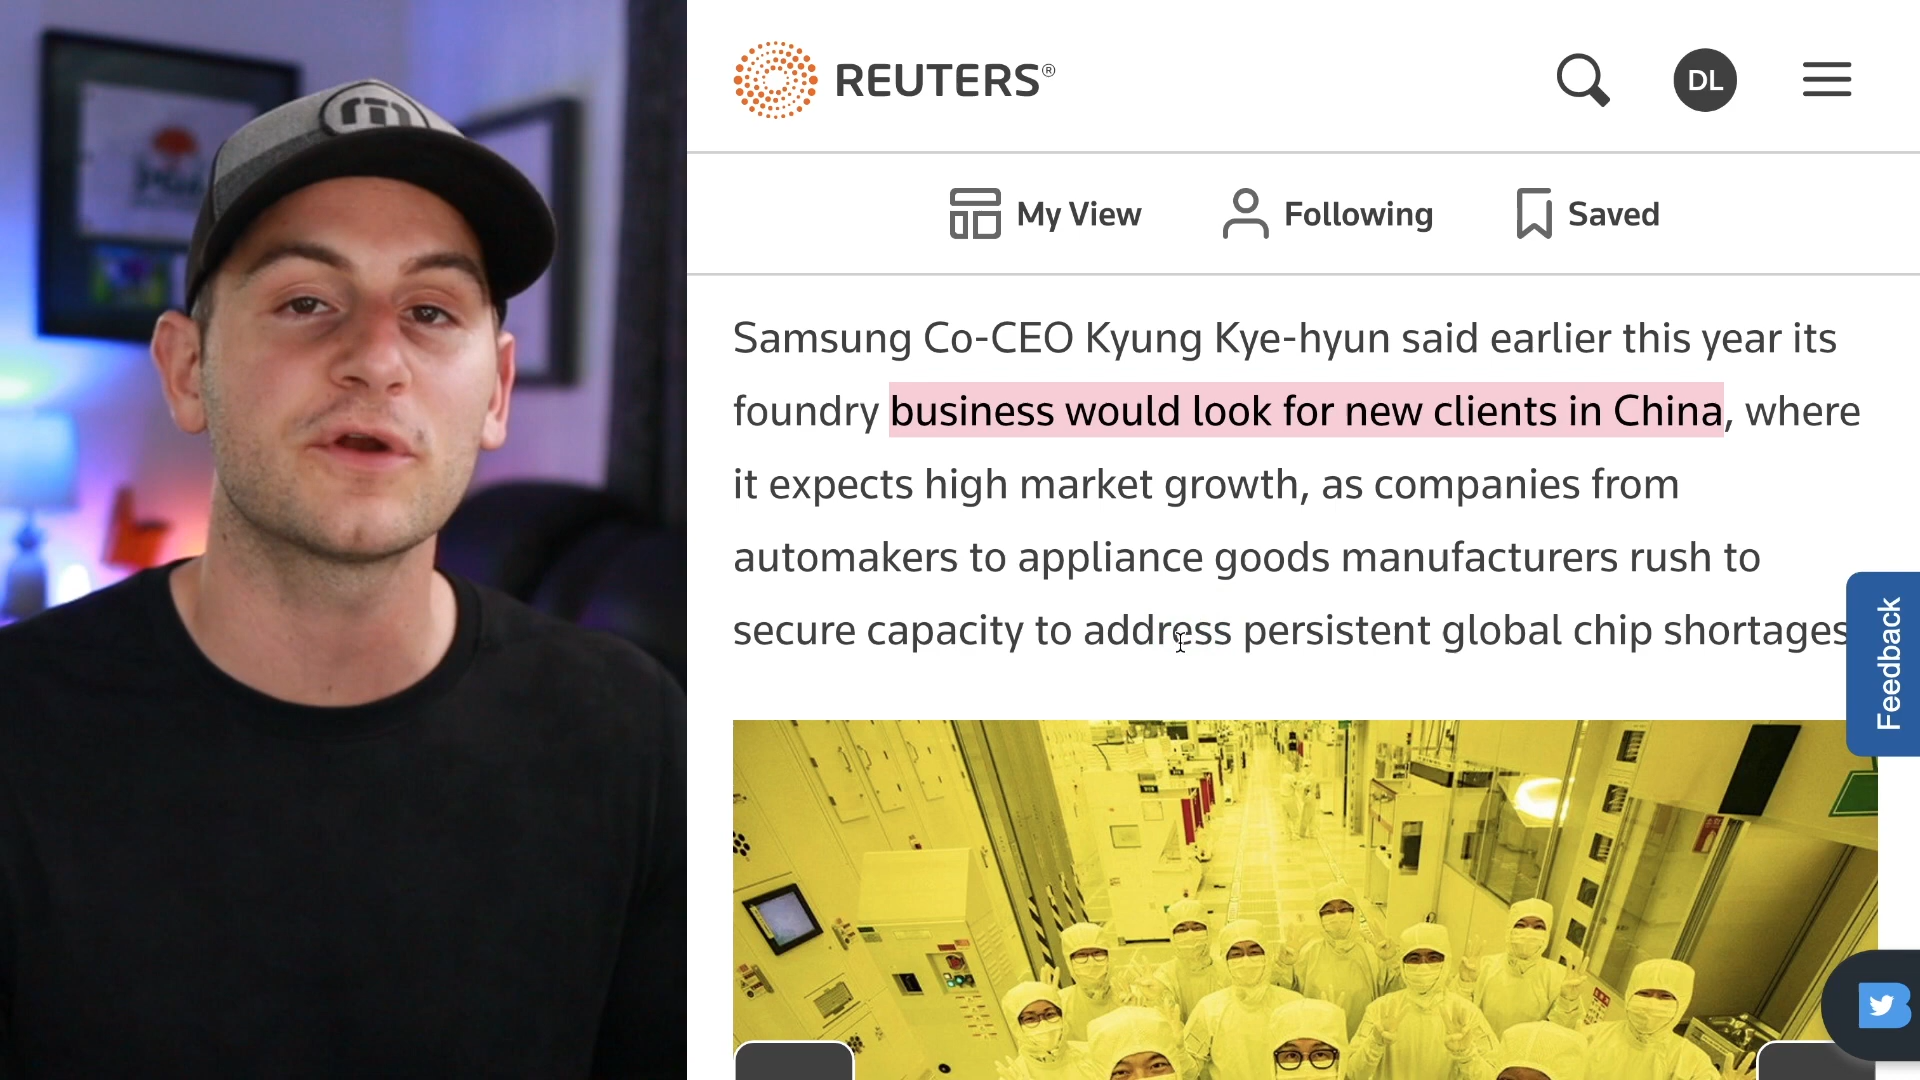 REUTERS®
DL
My View
Following
Saved
Samsung Co-CEO Kyung Kye-hyun said earlier this year its
foundry business would look for new clients in China, where
it expects high market growth, as companies from
automakers to appliance goods manufacturers rush to
secure capacity to address persistent global chip shortages
Feedback